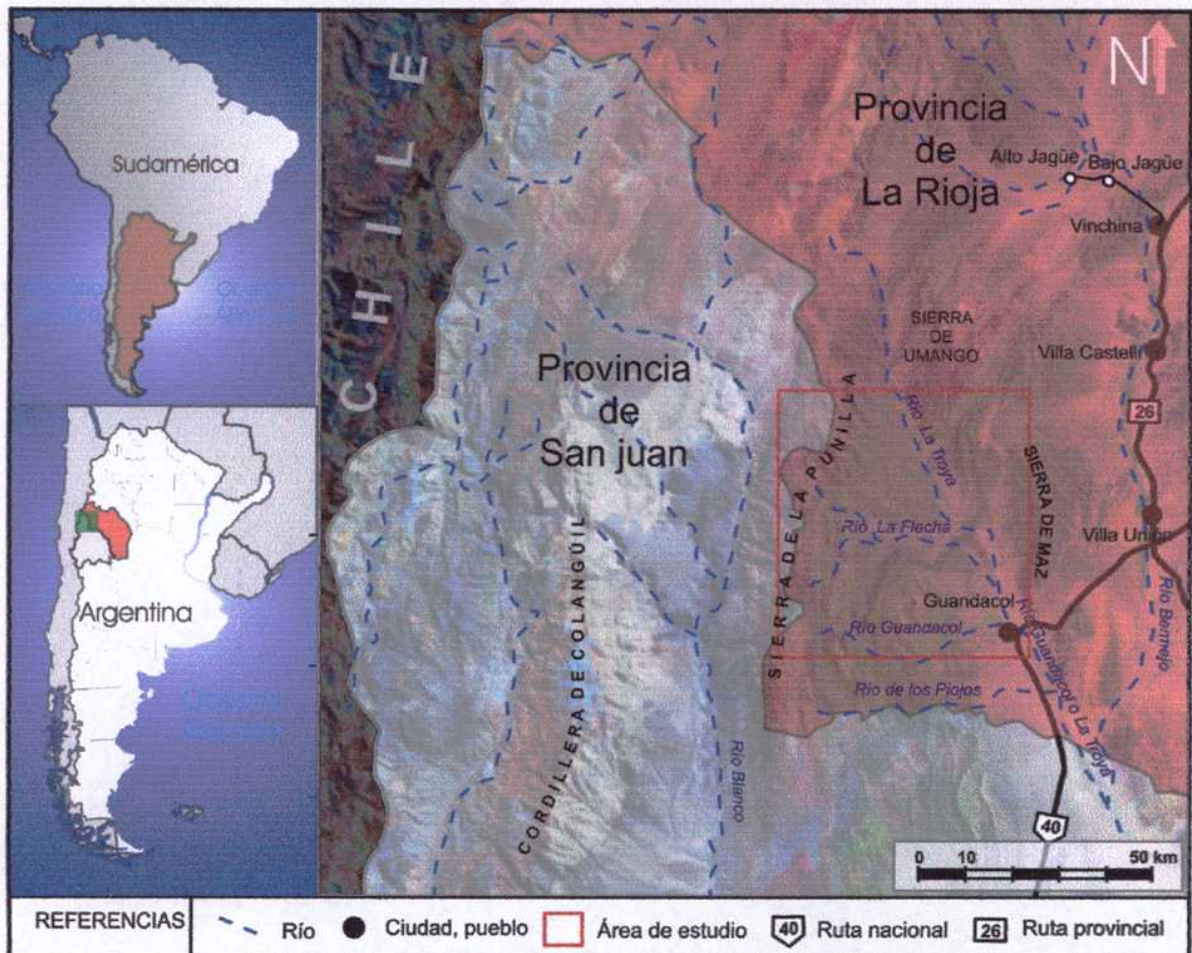 Sudamérica
Argentina
C H I L E
N
Provincia
de
La Rioja
Alto Jagüe
Bajo Jagüe
Vinchina
SIERRA
DE
UMANGO
Villa Castelli
26
Provincia
de
San juan
SIERRA DE LA PUNILLA
Río La Troya
SIERRA DE MAZ
Río La Flecha
Villa Unión
Guandacol
Río Guandacol
Río Guandacol o La Troya
Río Bermejo
Río de los Piojos
CORDILLERA DE COLANGÜIL
Río Blanco
40
0 10 50 km
REFERENCIAS
Río
Ciudad, pueblo
Área de estudio
40 Ruta nacional
26 Ruta provincial